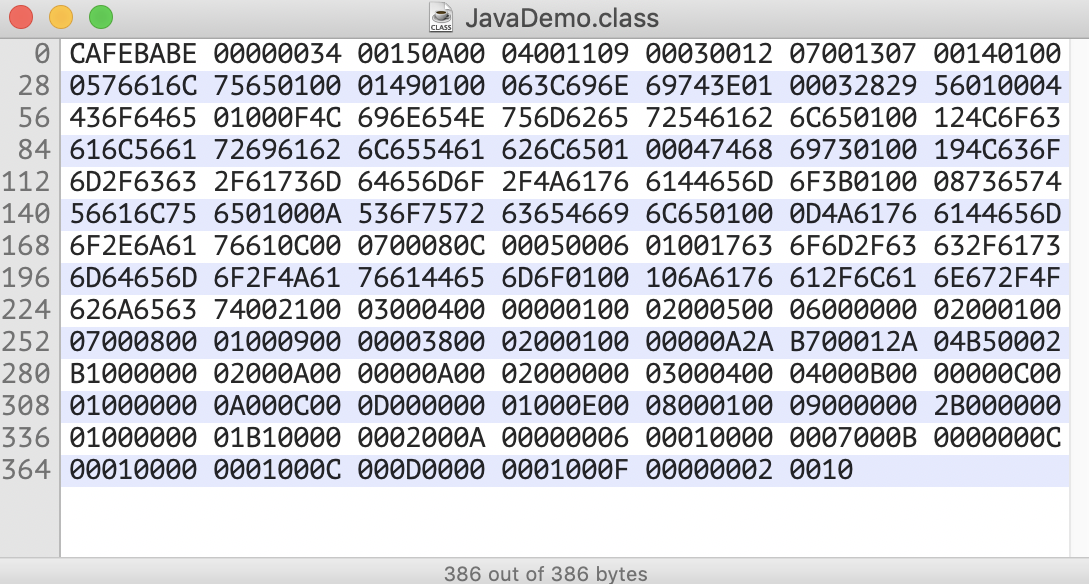 CLASS
JavaDemo.class
0 CAFEBABE 00000034 00150A00 04001109 00030012 07001307 00140100
28 0576616C 75650100 01490100 063C696E 69743E01 00032829 56010004
56 436F6465 01000F4C 696E654E 756D6265 72546162 6C650100 124C6F63
84 616C5661 72696162 6C655461 626C6501 00047468 69730100 194C636F
112 6D2F6363 2F61736D 64656D6F 2F4A6176 6144656D 6F3B0100 08736574
140 56616C75 6501000A 536F7572 63654669 6C650100 0D4A6176 6144656D
168 6F2E6A61 76610C00 0700080C 00050006 01001763 6F6D2F63 632F6173
196 6D64656D 6F2F4A61 76614465 6D6F0100 106A6176 612F6C61 6E672F4F
224 626A6563 74002100 03000400 00000100 02000500 06000000 02000100
252 07000800 01000900 00003800 02000100 00000A2A B700012A 04B50002
280 B1000000 02000A00 00000A00 02000000 03000400 04000B00 00000C00
308 01000000 0A000C00 0D000000 01000E00 08000100 09000000 2B000000
336 01000000 01B10000 0002000A 00000006 00010000 0007000B 0000000C
364 00010000 0001000C 000D0000 0001000F 00000002 0010
386 out of 386 bytes